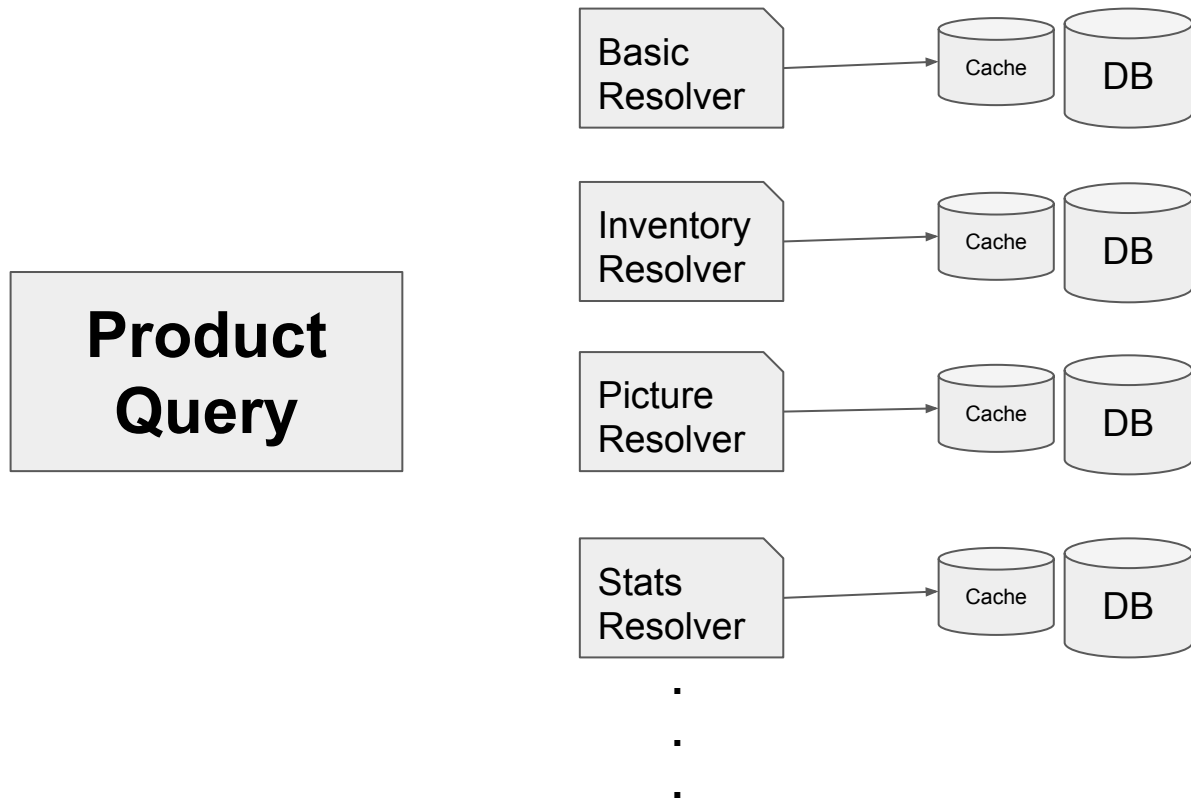 Basic
Resolver
Cache
DB
Inventory
Resolver
Cache
DB
Product
Query
Picture
Resolver
Cache
DB
Stats
Resolver
Cache
DB
.
.
.